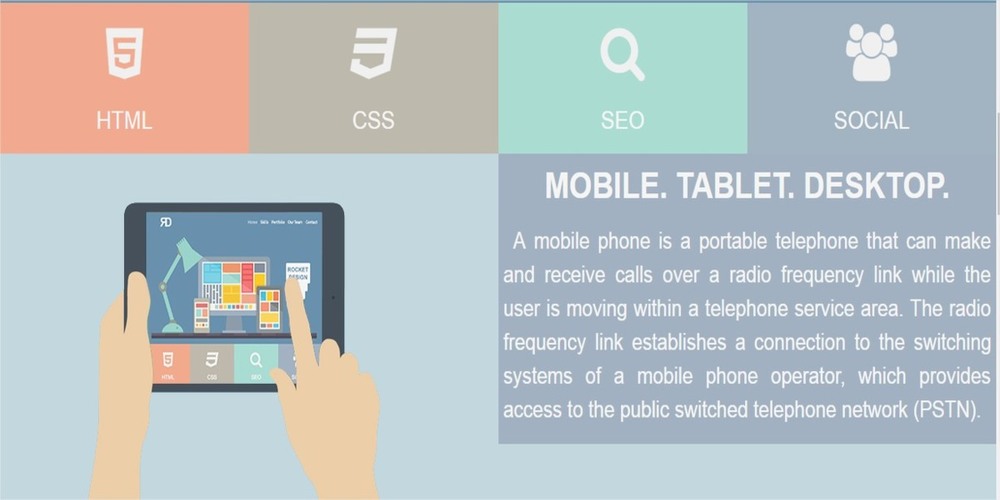 HTML
CSS
SEO
SOCIAL
MOBILE. TABLET. DESKTOP.
A mobile phone is a portable telephone that can make
and receive calls over a radio frequency link while the
user is moving within a telephone service area. The radio
frequency link establishes a connection to the switching
systems of a mobile phone operator, which provides
access to the public switched telephone network (PSTN).
Home Skills Portfolio Our Team Contact
ROCKET
DESIGN
HTML
CSS
SEO